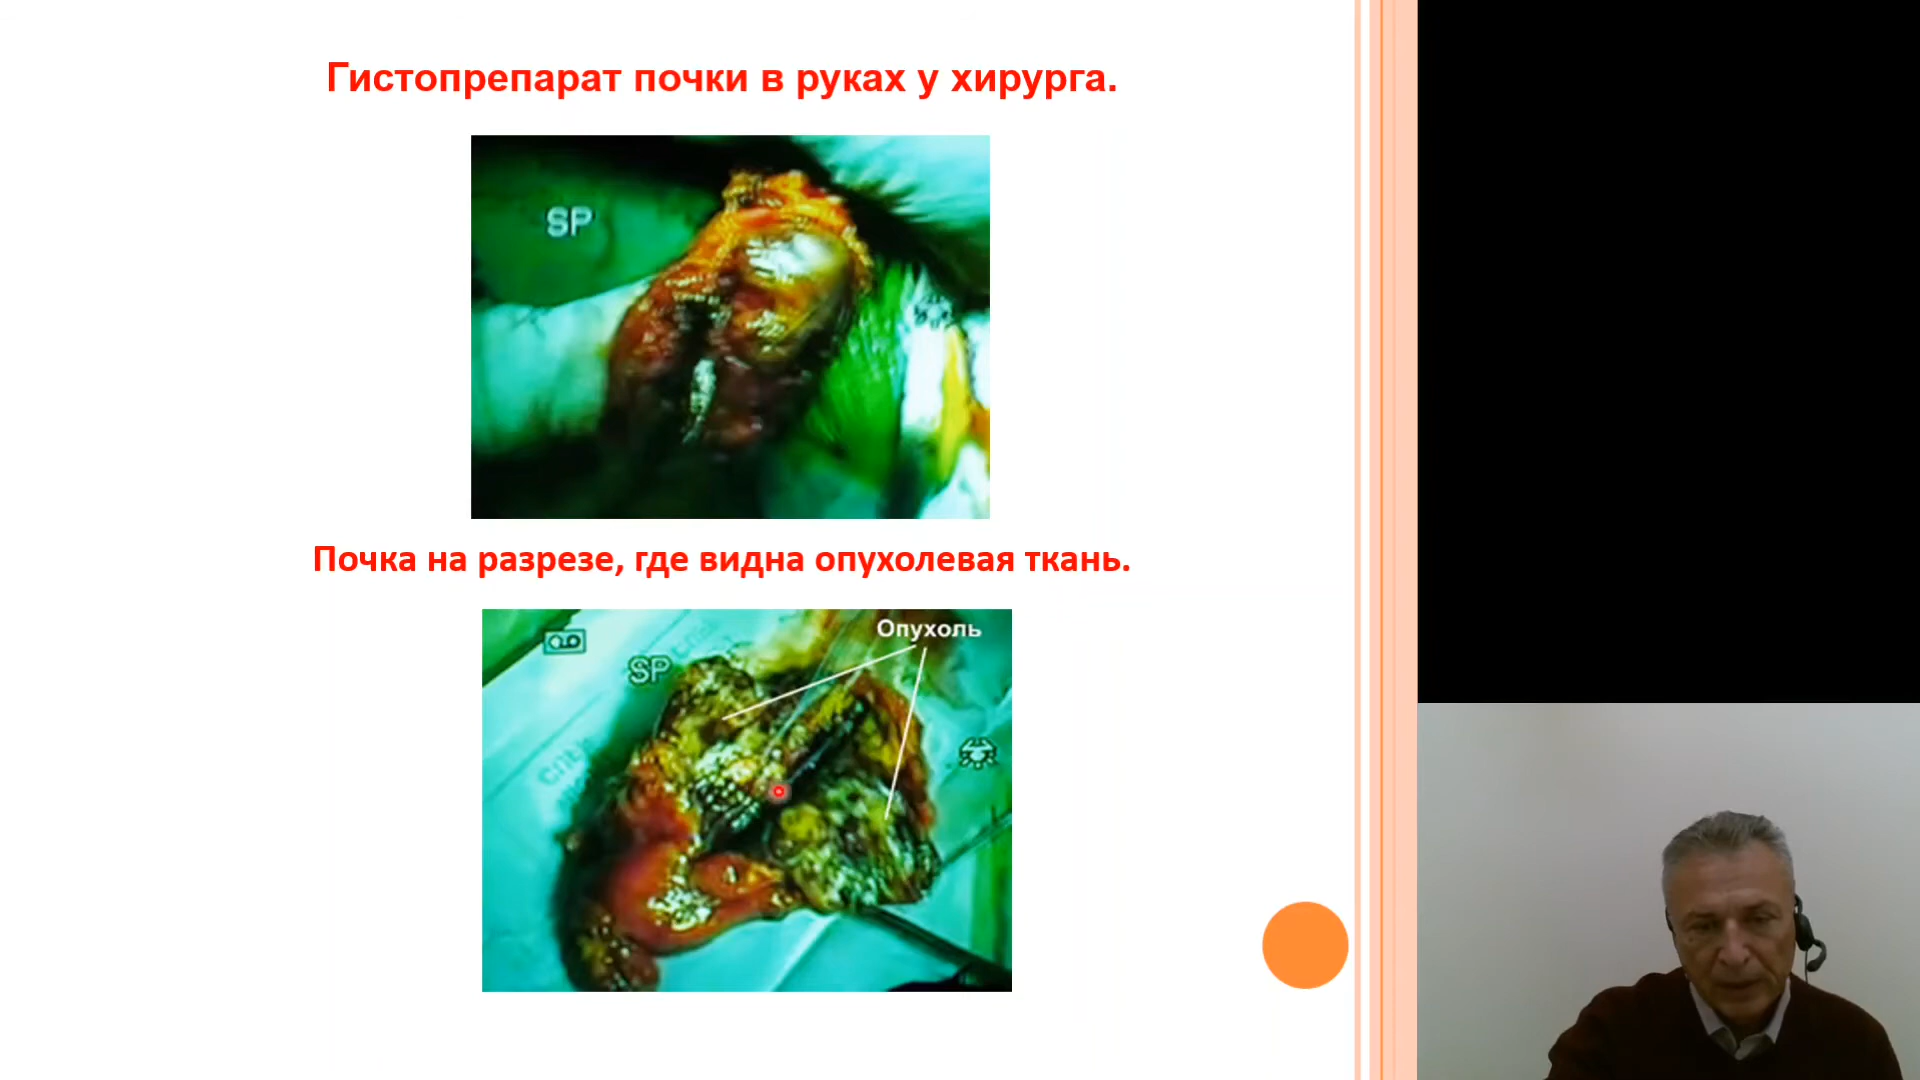 Гистопрепарат почки в руках у хирурга.
SP
Почка на разрезе, где видна опухолевая ткань.
Опухоль
SP